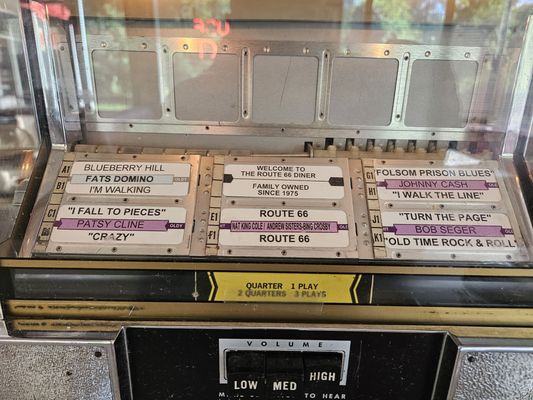 BLUEBERRY HILL
FATS DOMINO
I'M WALKING
"I FALL TO PIECES"
PATSY CLINE
"CRAZY"
A1
B1
C1
WELCOME TO
THE ROUTE 66 DINER
FAMILY OWNED
SINCE 1975
ROUTE 66
NAT KING COLE / ANDREW SISTERS-BING CROSBY
ROUTE 66
E1
F1
FOLSOM PRISON BLUES"
JOHNNY CASH
"I WALK THE LINE"
"TURN THE PAGE"
BOB SEGER
"OLD TIME ROCK & ROLL"
G1
J1
K1
QUARTER 1 PLAY
2 QUARTERS 3 PLAYS
VOLUME
LOW MED HIGH